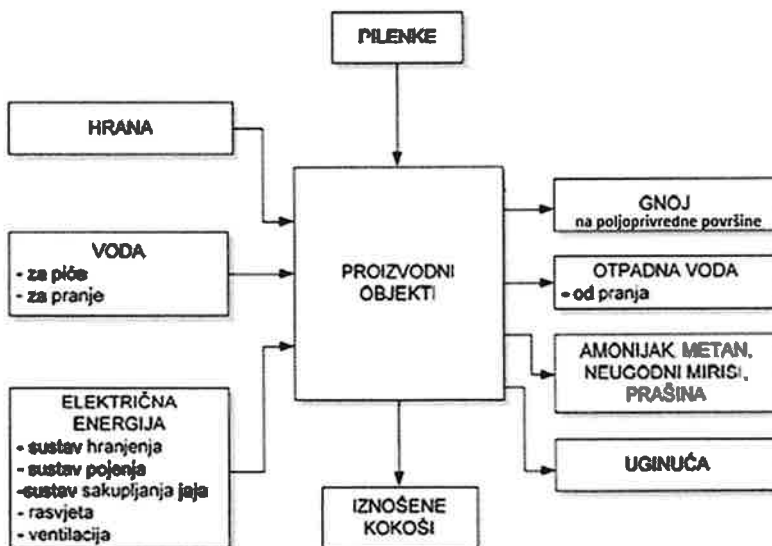 PILENKE
HRANA
VODA
- za piće
- za pranje
ELEKTRIČNA
ENERGIJA
- sustav hranjenja
- sustav pojenja
-sustav sakupljanja jaja
- rasvjeta
- ventilacija
PROIZVODNI
OBJEKTI
IZNOŠENE
KOKOŠI
GNOJ
na poljoprivredne površine
OTPADNA VODA
- od pranja
AMONIJAK, METAN,
NEUGODNI MIRISI,
PRAŠINA
UGINUĆA